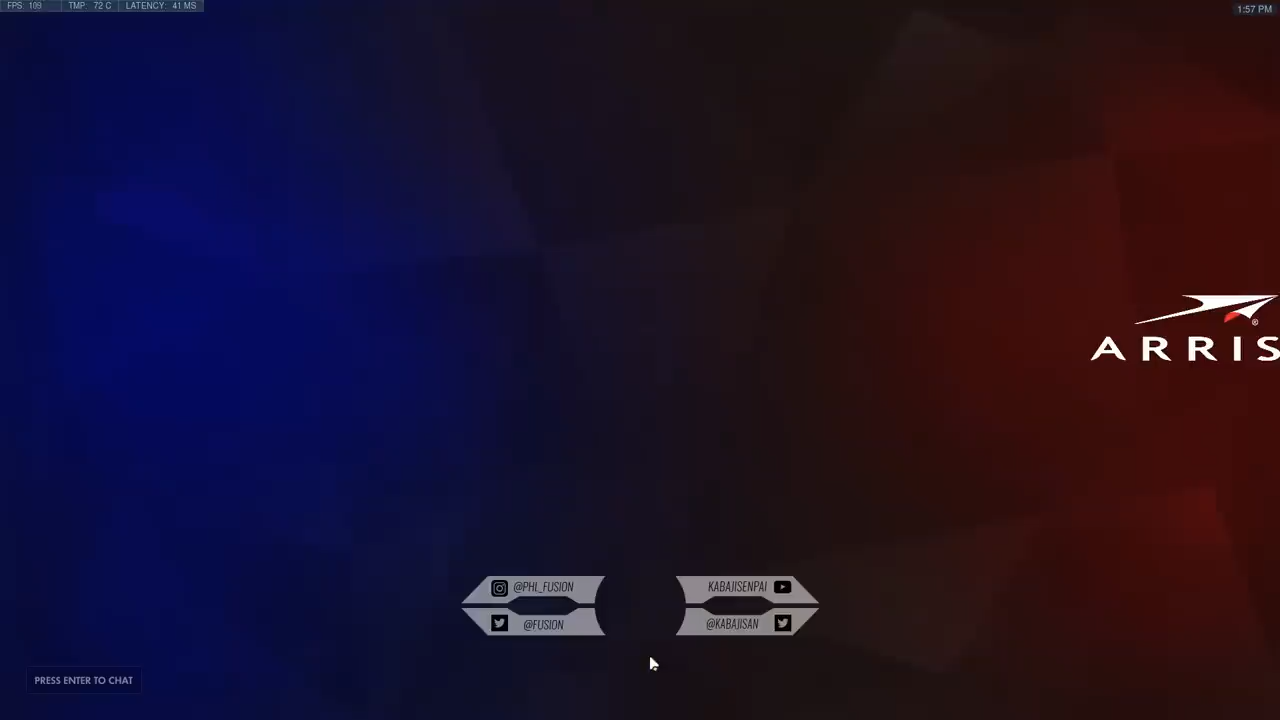 FPS: 109 TMP: 72 C LATENCY: 41 MS
1:57 PM
ARRIS
®
@PHL_FUSION
KABAJISENPAI
@FUSION
@KABAJISAN
PRESS ENTER TO CHAT